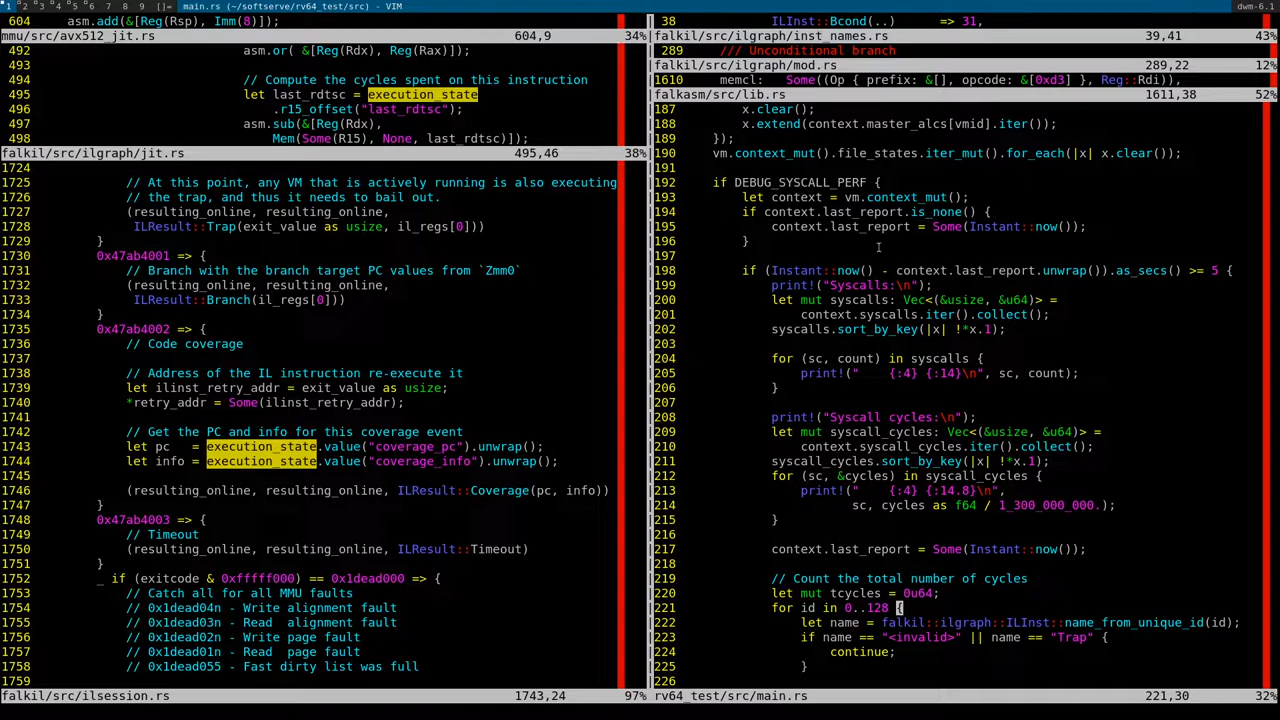 1 2 3 4 5 6 7 8 9 []= main.rs (~/softserve/rv64_test/src) - VIM dwm-6.1
604     asm.add(&[Reg(Rsp), Imm(8)]);
mmu/src/avx512_jit.rs 604,9 34%
492                             asm.or( &[Reg(Rdx), Reg(Rax)]);
493
494                             // Compute the cycles spent on this instruction
495                             let last_rdtsc = execution_state
496                                 .r15_offset("last_rdtsc");
497                             asm.sub(&[Reg(Rdx),
498                                 Mem(Some(R15), None, last_rdtsc)]);
falkil/src/ilgraph/jit.rs 495,46 38%
1724
1725            // At this point, any VM that is actively running is also executing
1726            // the trap, and thus it needs to bail out.
1727            (resulting_online, resulting_online,
1728             ILResult::Trap(exit_value as usize, il_regs[0]))
1729        }
1730        0x47ab4001 => {
1731            // Branch with the branch target PC values from `Zmm0`
1732            (resulting_online, resulting_online,
1733             ILResult::Branch(il_regs[0]))
1734        }
1735        0x47ab4002 => {
1736            // Code coverage
1737
1738            // Address of the IL instruction re-execute it
1739            let ilinst_retry_addr = exit_value as usize;
1740            *retry_addr = Some(ilinst_retry_addr);
1741
1742            // Get the PC and info for this coverage event
1743            let pc   = execution_state.value("coverage_pc").unwrap();
1744            let info = execution_state.value("coverage_info").unwrap();
1745
1746            (resulting_online, resulting_online, ILResult::Coverage(pc, info))
1747        }
1748        0x47ab4003 => {
1749            // Timeout
1750            (resulting_online, resulting_online, ILResult::Timeout)
1751        }
1752        _ if (exitcode & 0xfffff000) == 0x1dead000 => {
1753            // Catch all for all MMU faults
1754            // 0x1dead04n - Write alignment fault
1755            // 0x1dead03n - Read  alignment fault
1756            // 0x1dead02n - Write page fault
1757            // 0x1dead01n - Read  page fault
1758            // 0x1dead055 - Fast dirty list was full
1759
falkil/src/ilsession.rs 1743,24 97%
38              ILInst::Bcond(..)  => 31,
falkil/src/ilgraph/inst_names.rs 39,41 43%
289     /// Unconditional branch
falkil/src/ilgraph/mod.rs 289,22 12%
1610    memcl:   Some((Op { prefix: &[], opcode: &[0xd3] }, Reg::Rdi)),
falkasm/src/lib.rs 1611,38 52%
187         x.clear();
188         x.extend(context.master_alcs[vmid].iter());
189     });
190     vm.context_mut().file_states.iter_mut().for_each(|x| x.clear());
191
192     if DEBUG_SYSCALL_PERF {
193         let context = vm.context_mut();
194         if context.last_report.is_none() {
195             context.last_report = Some(Instant::now());
196         }
197
198         if (Instant::now() - context.last_report.unwrap()).as_secs() >= 5 {
199             print!("Syscalls:\n");
200             let mut syscalls: Vec<(&usize, &u64)> =
201                 context.syscalls.iter().collect();
202             syscalls.sort_by_key(|x| !*x.1);
203
204             for (sc, count) in syscalls {
205                 print!("    {:4} {:14}\n", sc, count);
206             }
207
208             print!("Syscall cycles:\n");
209             let mut syscall_cycles: Vec<(&usize, &u64)> =
210                 context.syscall_cycles.iter().collect();
211             syscall_cycles.sort_by_key(|x| !*x.1);
212             for (sc, &cycles) in syscall_cycles {
213                 print!("    {:4} {:14.8}\n",
214                        sc, cycles as f64 / 1_300_000_000.);
215             }
216
217             context.last_report = Some(Instant::now());
218
219             // Count the total number of cycles
220             let mut tcycles = 0u64;
221             for id in 0..128 {
222                 let name = falkil::ilgraph::ILInst::name_from_unique_id(id);
223                 if name == "<invalid>" || name == "Trap" {
224                     continue;
225                 }
226
rv64_test/src/main.rs 221,30 32%